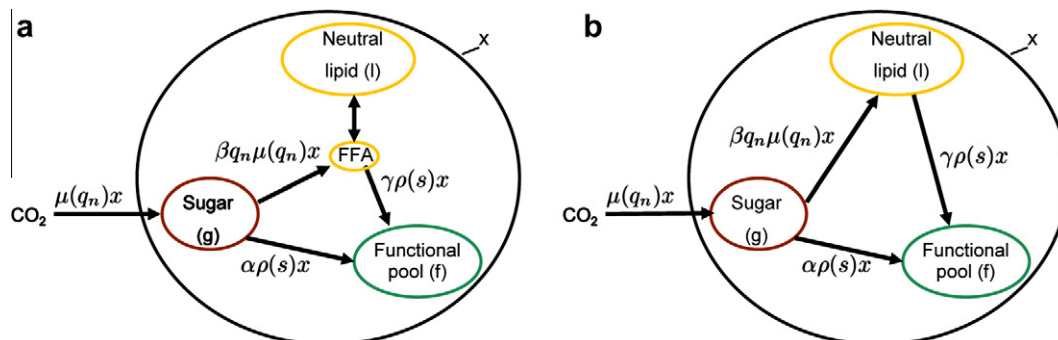 a
x
Neutral
lipid (l)
βqₙμ(qₙ)x
FFA
μ(qₙ)x
γρ(s)x
CO₂
Sugar
(g)
αρ(s)x
Functional
pool (f)
b
x
Neutral
lipid (l)
βqₙμ(qₙ)x
γρ(s)x
μ(qₙ)x
CO₂
Sugar
(g)
αρ(s)x
Functional
pool (f)